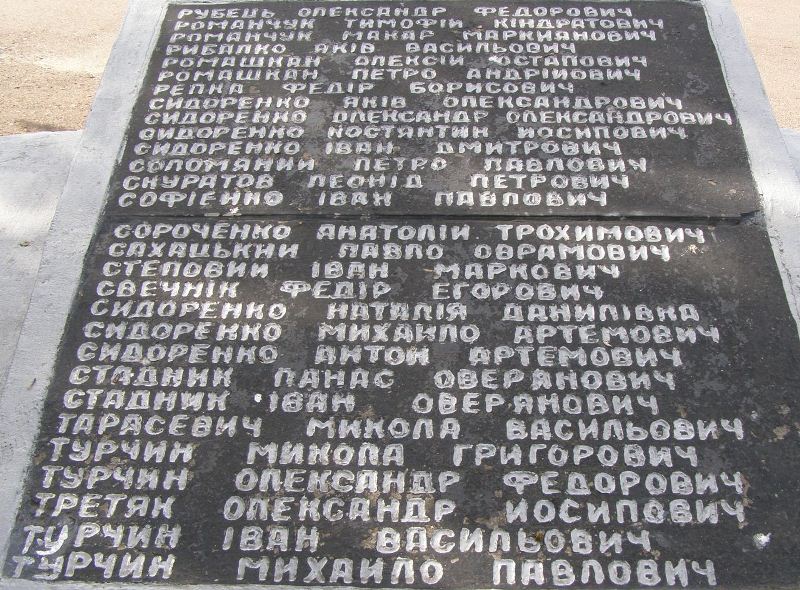 РУБЕЦЬ ОЛЕКСАНДР ФЕДОРОВИЧ
РОМАНЧУК ТИМОФІЙ КІНДРАТОВИЧ
РОМАНЧУК МАКАР МАРКИАНОВИЧ
РИБАЛКО ЯКІВ ВАСИЛЬОВИЧ
РОМАШКАН ОЛЕКСІЙ ОСТАПОВИЧ
РОМАШКАН ПЕТРО АНДРІЙОВИЧ
РЕПКА ФЕДІР БОРИСОВИЧ
СИДОРЕНКО ЯКІВ ОЛЕКСАНДРОВИЧ
СИДОРЕНКО ОЛЕКСАНДР ОЛЕКСАНДРОВИЧ
СИДОРЕНКО КОСТЯНТИН ЙОСИПОВИЧ
СИДОРЕНКО ІВАН ДМИТРОВИЧ
СОЛОМЯНИЙ ПЕТРО ПАВЛОВИЧ
СКУРАТОВ ЛЕОНІД ПЕТРОВИЧ
СОФІЄНКО ІВАН ПАВЛОВИЧ
СОРОЧЕНКО АНАТОЛІЙ ТРОХИМОВИЧ
САХАЦЬКИЙ ПАВЛО ОВРАМОВИЧ
СТЕПОВИЙ ІВАН МАРКОВИЧ
СВЕЧНІК ФЕДІР ЕГОРОВИЧ
СИДОРЕНКО НАТАЛІЯ ДАНИЛІВКА
СИДОРЕНКО МИХАЙЛО АРТЕМОВИЧ
СИДОРЕНКО АНТОН АРТЕМОВИЧ
СТАДНИК ПАНАС ОВЕРЯНОВИЧ
СТАДНИК ІВАН ОВЕРЯНОВИЧ
ТАРАСЕВИЧ МИКОЛА ВАСИЛЬОВИЧ
ТУРЧИН МИКОЛА ГРИГОРОВИЧ
ТУРЧИН ОЛЕКСАНДР ФЕДОРОВИЧ
ТРЕТЯК ОЛЕКСАНДР ЙОСИПОВИЧ
ТУРЧИН ІВАН ВАСИЛЬОВИЧ
ТУРЧИН МИХАЙЛО ПАВЛОВИЧ